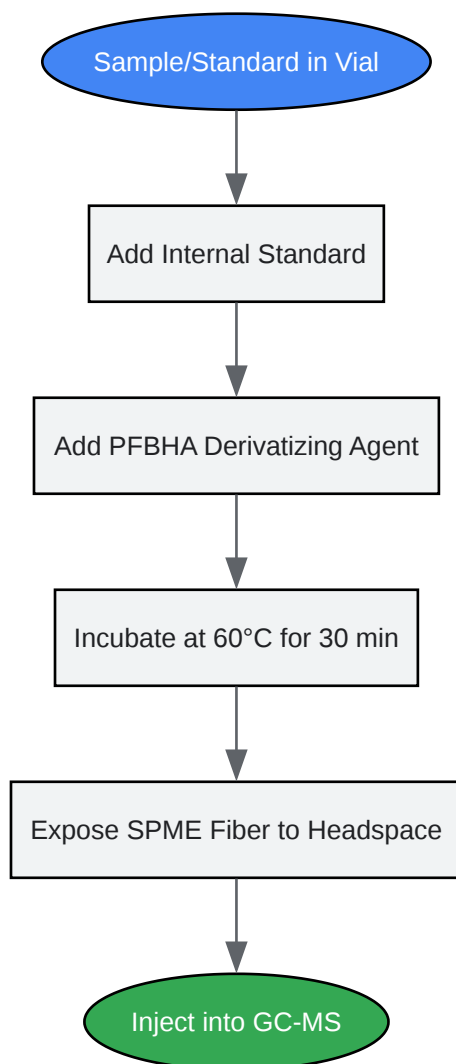 Sample/Standard in Vial
Add Internal Standard
Add PFBHA Derivatizing Agent
Incubate at 60°C for 30 min
Expose SPME Fiber to Headspace
Inject into GC-MS